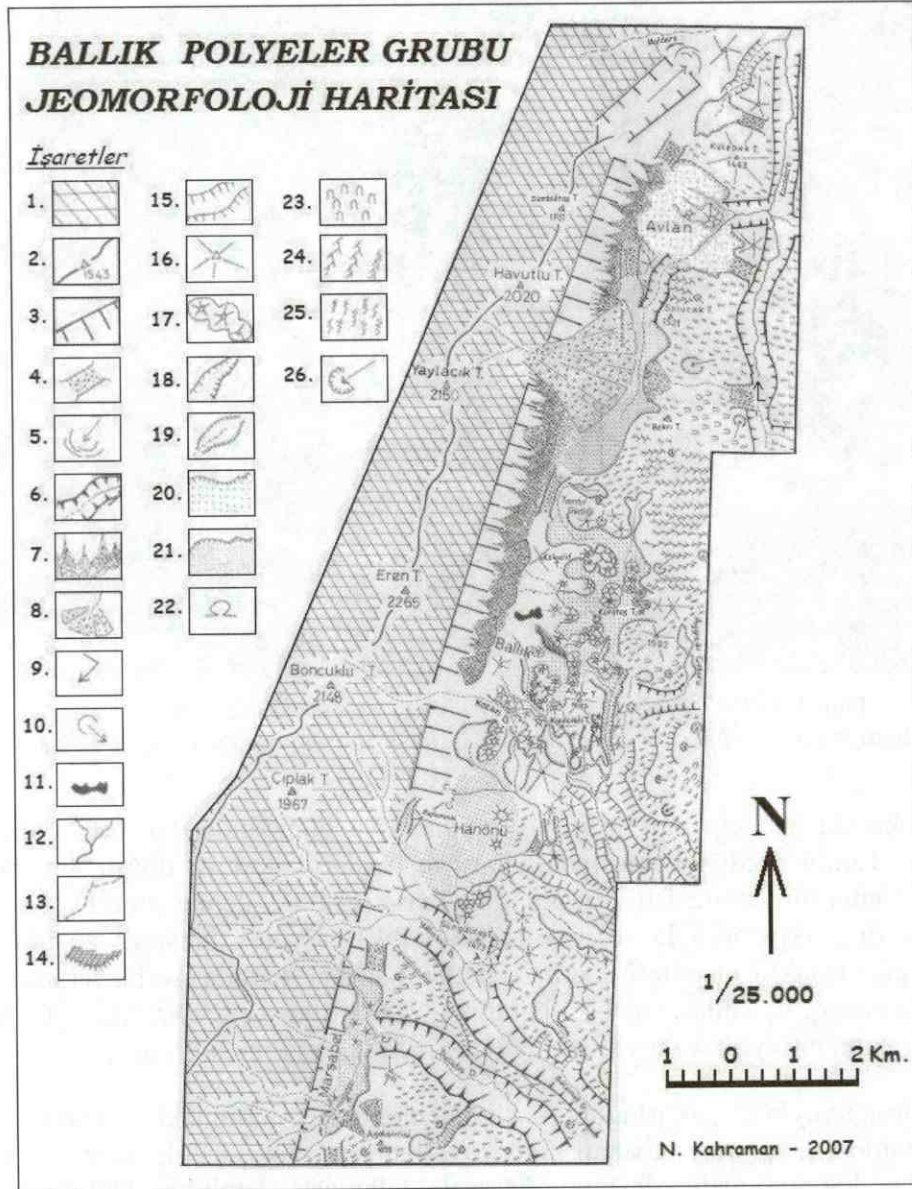 BALLIK POLYELER GRUBU
JEOMORFOLOJİ HARİTASI
İşaretler
1.
2.
1543
3.
4.
5.
6.
7.
8.
9.
10.
11.
12.
13.
14.
15.
16.
17.
18.
19.
20.
21.
22.
23.
24.
25.
26.
Avlan
Havutlu T.
2020
Yaylacık T.
2150
Eren T.
2265
Ballık
Boncuklu T.
2148
Çıplak T.
1967
Hanönü
Marsabat
N
1/25.000
1 0 1 2 Km.
N. Kahraman - 2007